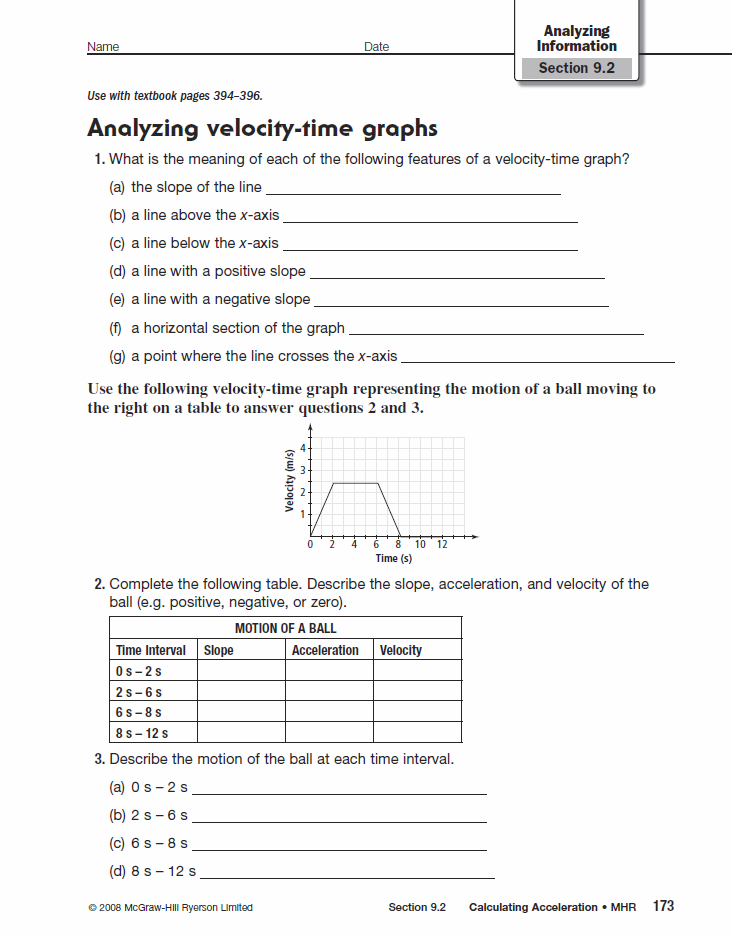 Name Date
Analyzing
Information
Section 9.2
Use with textbook pages 394–396.
Analyzing velocity-time graphs
1. What is the meaning of each of the following features of a velocity-time graph?
(a) the slope of the line
(b) a line above the x-axis
(c) a line below the x-axis
(d) a line with a positive slope
(e) a line with a negative slope
(f) a horizontal section of the graph
(g) a point where the line crosses the x-axis
Use the following velocity-time graph representing the motion of a ball moving to
the right on a table to answer questions 2 and 3.
Velocity (m/s)
4
3
2
1
0 2 4 6 8 10 12
Time (s)
2. Complete the following table. Describe the slope, acceleration, and velocity of the
ball (e.g. positive, negative, or zero).
MOTION OF A BALL
Time Interval Slope Acceleration Velocity
0 s – 2 s
2 s – 6 s
6 s – 8 s
8 s – 12 s
3. Describe the motion of the ball at each time interval.
(a) 0 s – 2 s
(b) 2 s – 6 s
(c) 6 s – 8 s
(d) 8 s – 12 s
© 2008 McGraw-Hill Ryerson Limited Section 9.2 Calculating Acceleration • MHR 173